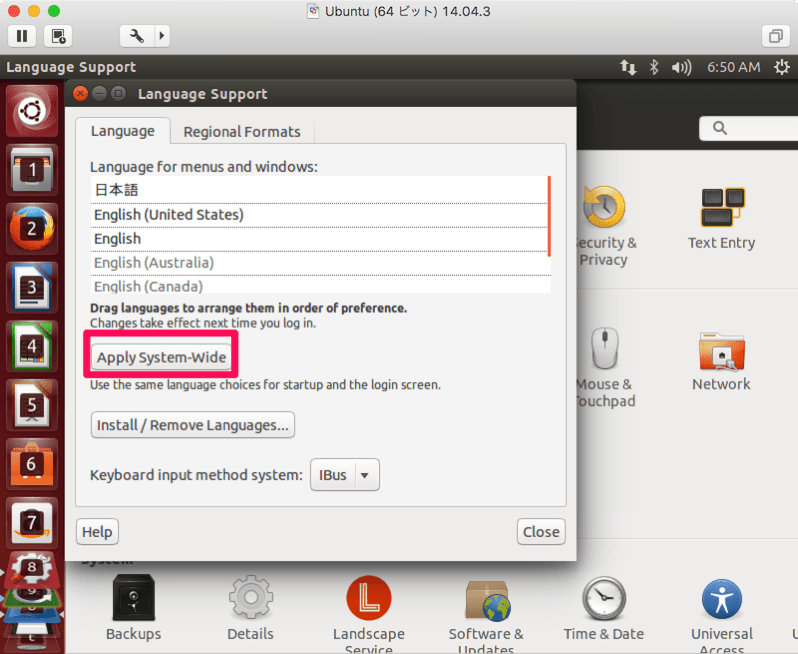 Ubuntu (64 ビット) 14.04.3
Language Support
6:50 AM
Language Support
Language
Regional Formats
Language for menus and windows:
日本語
English (United States)
English
English (Australia)
English (Canada)
Drag languages to arrange them in order of preference.
Changes take effect next time you log in.
Apply System-Wide
Use the same language choices for startup and the login screen.
Install / Remove Languages...
Keyboard input method system:
IBus
Help
Close
1
2
3
4
5
6
7
8
9
ecurity &
Privacy
Text Entry
Mouse &
ouchpad
Network
System
Backups
Details
Landscape
Service
Software &
Updates
Time & Date
Universal
Access